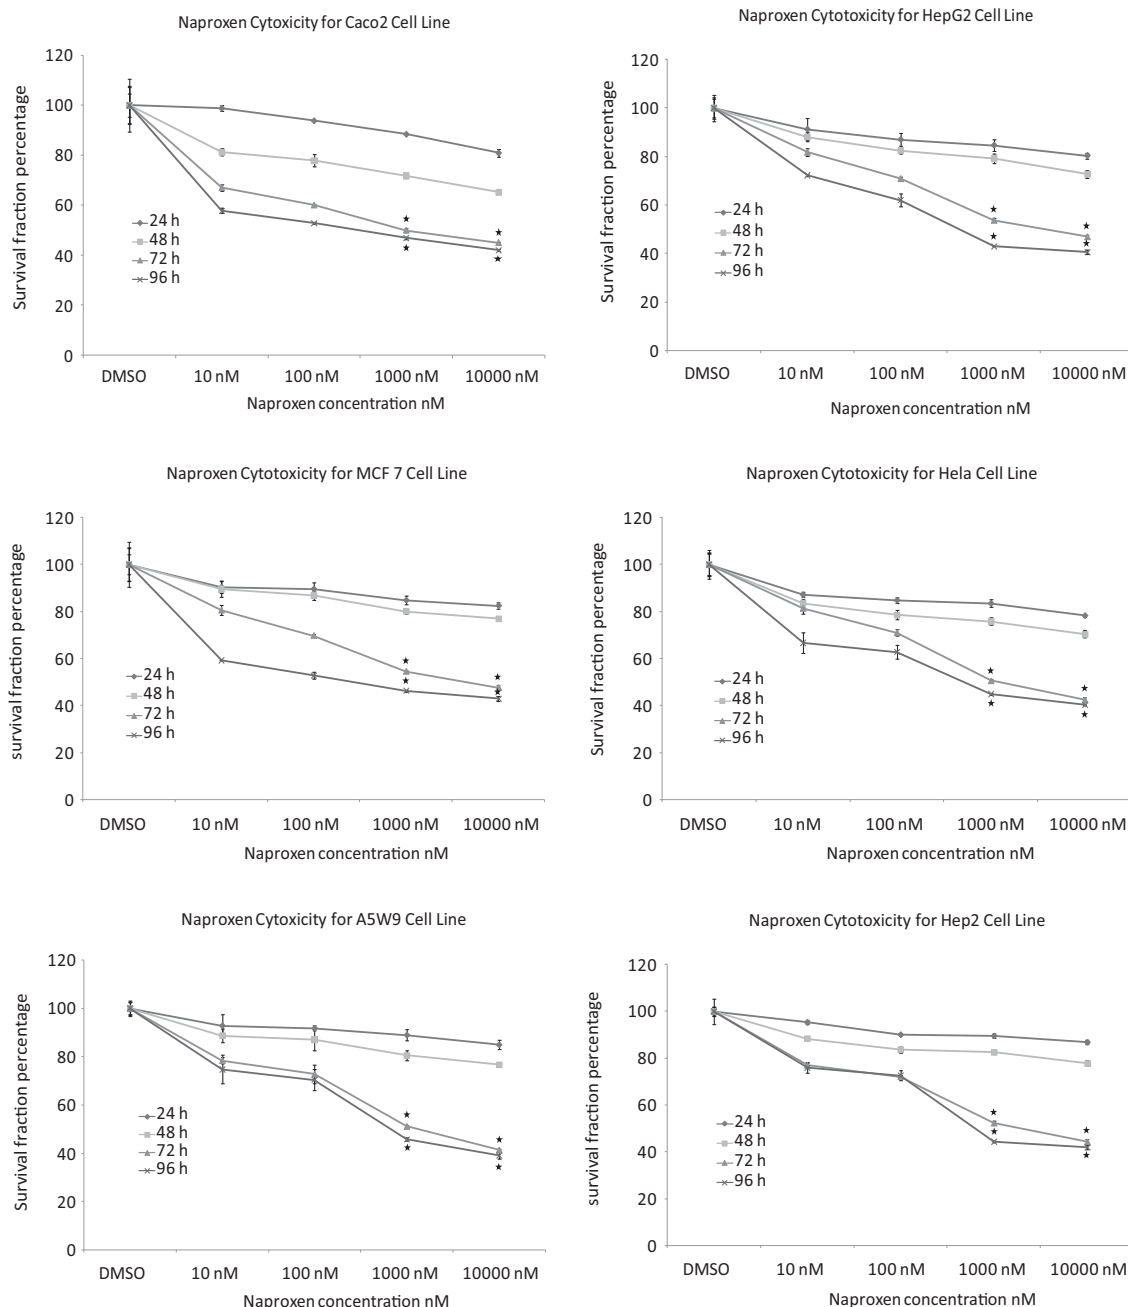 Naproxen Cytoxicity for Caco2 Cell Line
Survival fraction percentage
120
100
80
60
40
20
0
24 h
48 h
72 h
96 h
DMSO 10 nM 100 nM 1000 nM 10000 nM
Naproxen concentration nM
Naproxen Cytotoxicity for HepG2 Cell Line
Survival fraction percentage
120
100
80
60
40
20
0
24 h
48 h
72 h
96 h
DMSO 10 nM 100 nM 1000 nM 10000 nM
Naproxen concentration nM
Naproxen Cytotoxicity for MCF 7 Cell Line
survival fraction percentage
120
100
80
60
40
20
0
24 h
48 h
72 h
96 h
DMSO 10 nM 100 nM 1000 nM 10000 nM
Naproxen concentration nM
Naproxen Cytotoxicity for Hela Cell Line
Survival fraction percentage
120
100
80
60
40
20
0
24 h
48 h
72 h
96 h
DMSO 10 nM 100 nM 1000 nM 10000 nM
Naproxen concentration nM
Naproxen Cytoxicity for A5W9 Cell Line
Survival fraction percentage
120
100
80
60
40
20
0
24 h
48 h
72 h
96 h
DMSO 10 nM 100 nM 1000 nM 10000 nM
Naproxen concentration nM
Naproxen Cytotoxicity for Hep2 Cell Line
survival fraction percentage
120
100
80
60
40
20
0
24 h
48 h
72 h
96 h
DMSO 10 nM 100 nM 1000 nM 10000 nM
Naproxen concentration nM